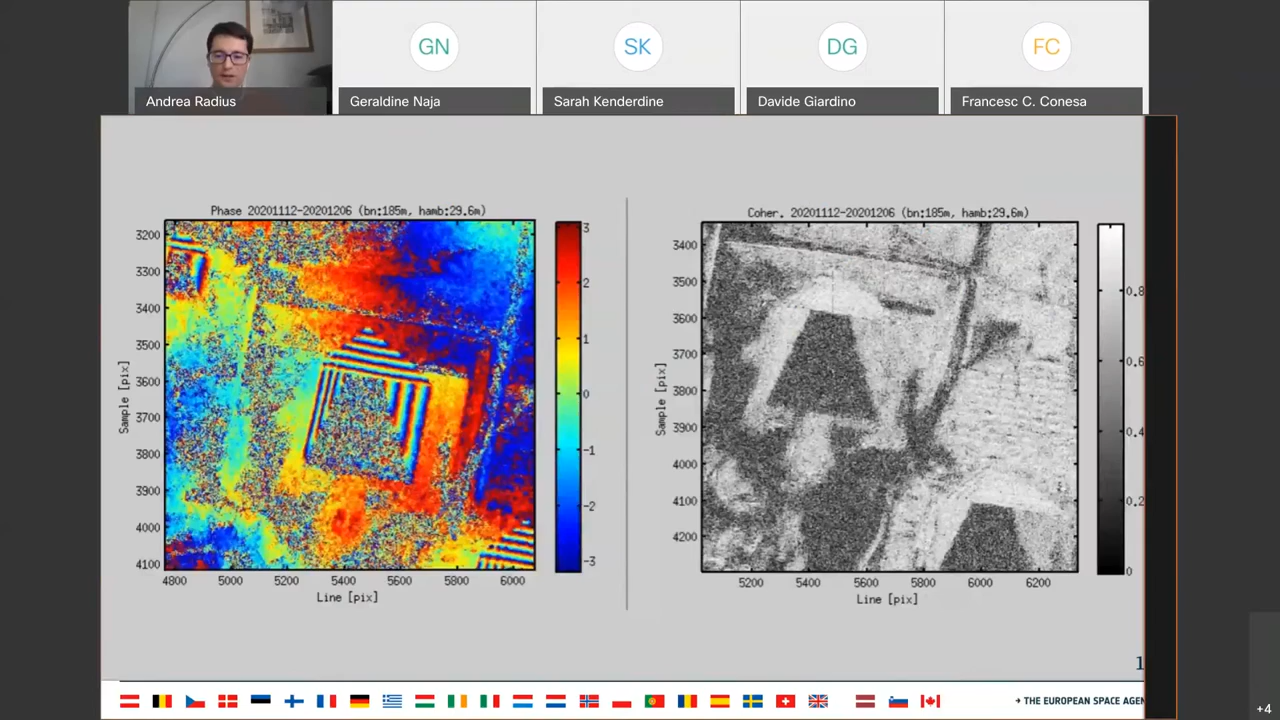 GN
SK
DG
FC
Andrea Radius
Geraldine Naja
Sarah Kenderdine
Davide Giardino
Francesc C. Conesa
Phase 20201112-20201206 (bn:185m, hamb:29.6m)
3200
3300
3400
3500
3600
3700
3800
3900
4000
4100
Sample [pix]
4800 5000 5200 5400 5600 5800 6000
Line [pix]
3
2
1
0
-1
-2
-3
Coher. 20201112-20201206 (bn:185m, hamb:29.6m)
3400
3500
3600
3700
3800
3900
4000
4100
4200
Sample [pix]
5200 5400 5600 5800 6000 6200
Line [pix]
0.8
0.6
0.4
0.2
0
1
→ THE EUROPEAN SPACE AGEN
+4